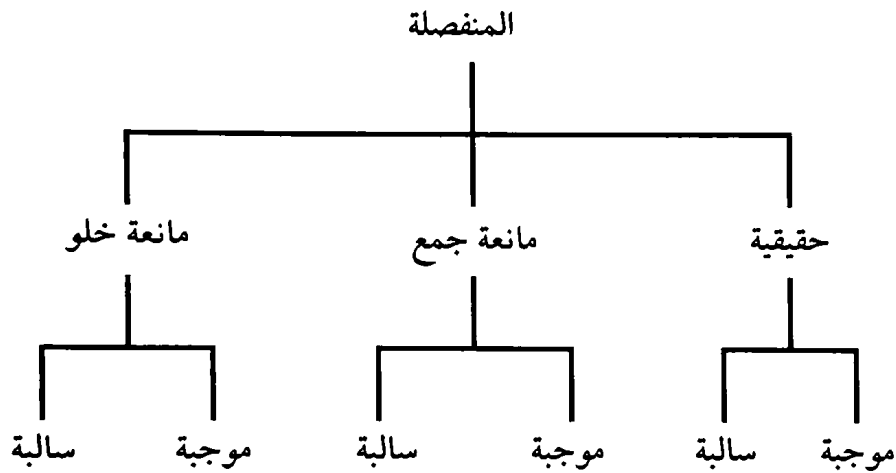 المنفصلة
حقيقية مانعة جمع مانعة خلو
موجبة سالبة موجبة سالبة موجبة سالبة